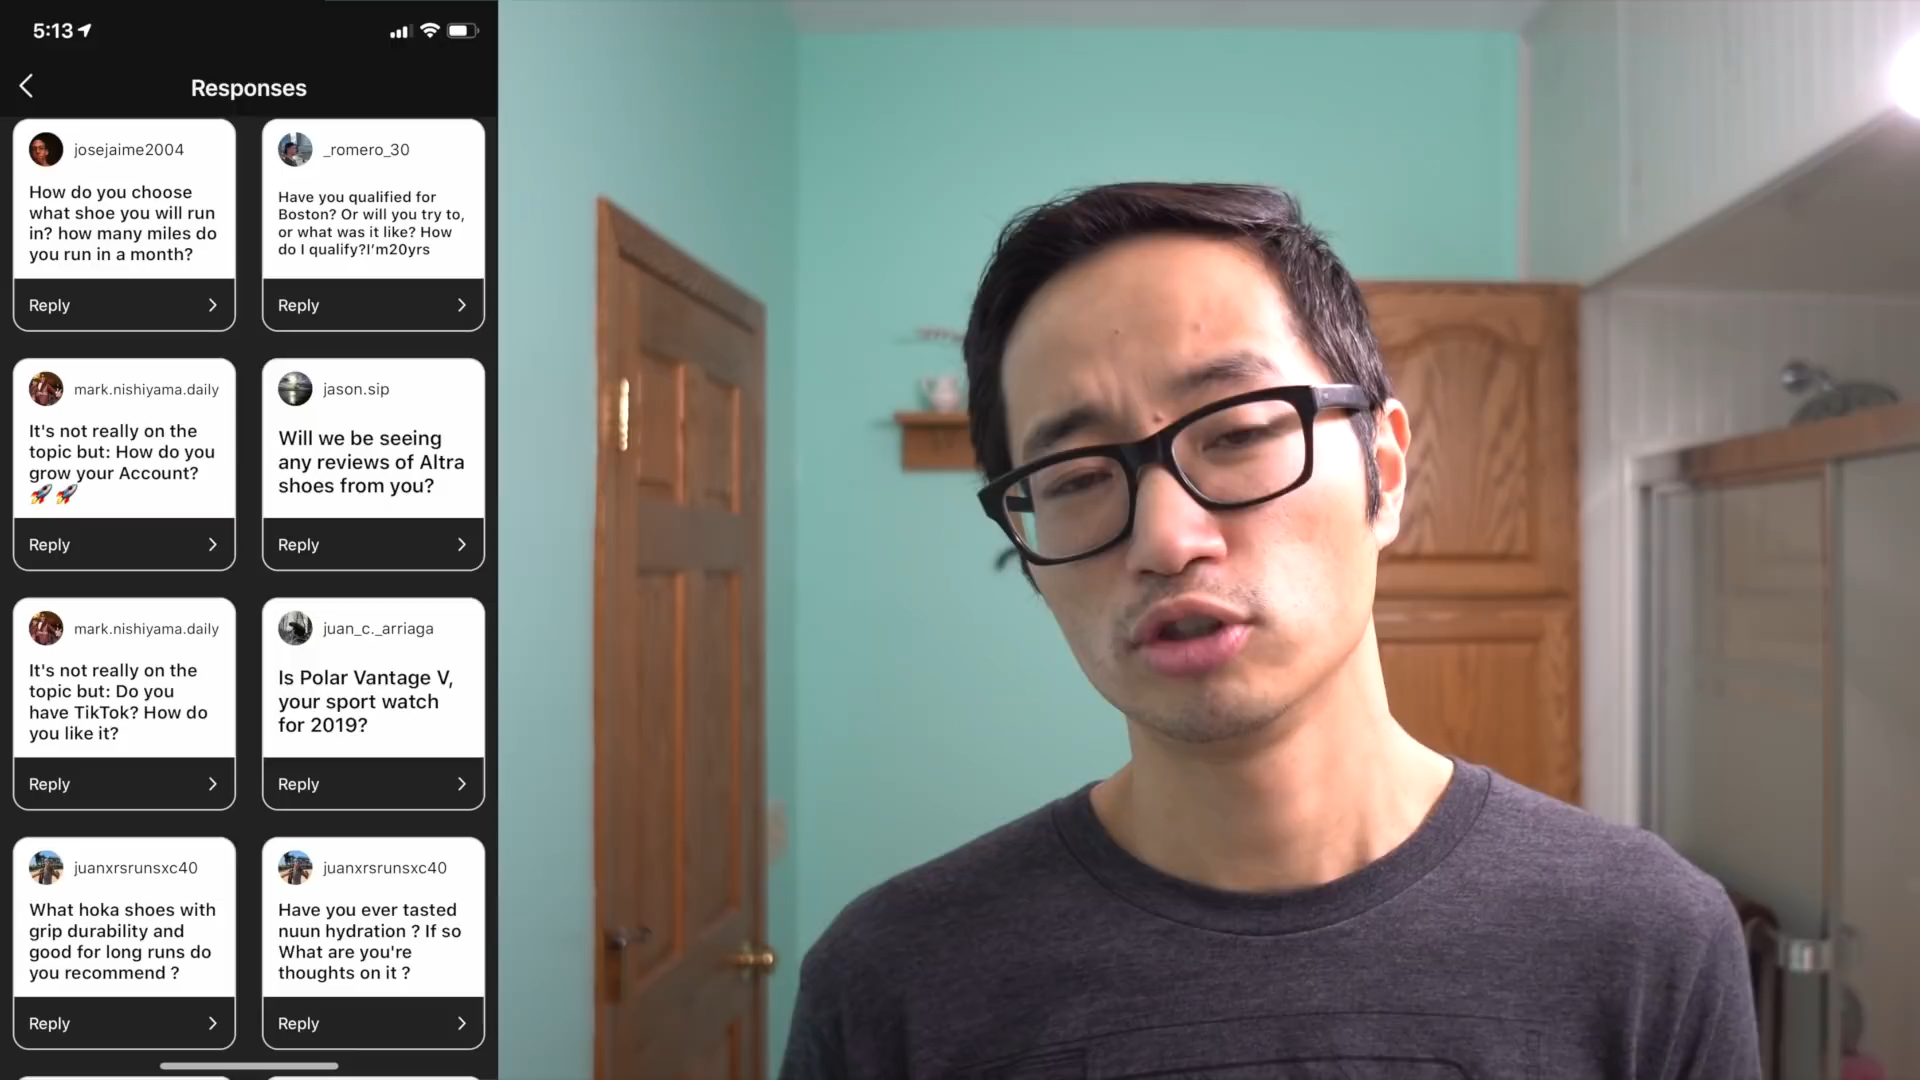 5:13
Responses
josejaime2004
How do you choose
what shoe you will run
in? how many miles do
you run in a month?
Reply
_romero_30
Have you qualified for
Boston? Or will you try to,
or what was it like? How
do I qualify?I'm20yrs
Reply
mark.nishiyama.daily
It's not really on the
topic but: How do you
grow your Account?
🚀 🚀
Reply
jason.sip
Will we be seeing
any reviews of Altra
shoes from you?
Reply
mark.nishiyama.daily
It's not really on the
topic but: Do you
have TikTok? How do
you like it?
Reply
juan_c._arriaga
Is Polar Vantage V,
your sport watch
for 2019?
Reply
juanxrsrunsxc40
What hoka shoes with
grip durability and
good for long runs do
you recommend ?
Reply
juanxrsrunsxc40
Have you ever tasted
nuun hydration ? If so
What are you're
thoughts on it ?
Reply